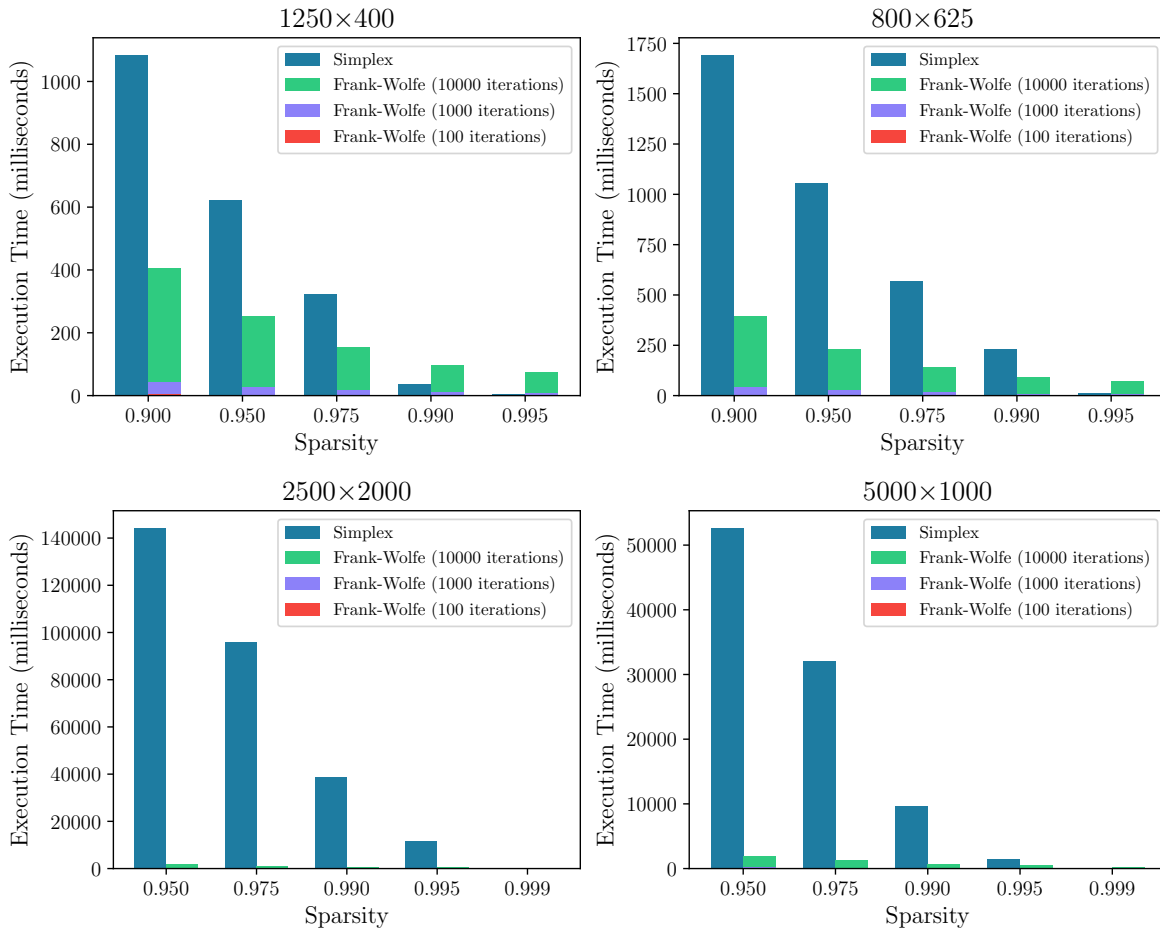 1250×400
Execution Time (milliseconds)
1000
800
600
400
200
0
Simplex
Frank-Wolfe (10000 iterations)
Frank-Wolfe (1000 iterations)
Frank-Wolfe (100 iterations)
0.900 0.950 0.975 0.990 0.995
Sparsity
800×625
Execution Time (milliseconds)
1750
1500
1250
1000
750
500
250
0
Simplex
Frank-Wolfe (10000 iterations)
Frank-Wolfe (1000 iterations)
Frank-Wolfe (100 iterations)
0.900 0.950 0.975 0.990 0.995
Sparsity
2500×2000
Execution Time (milliseconds)
140000
120000
100000
80000
60000
40000
20000
0
Simplex
Frank-Wolfe (10000 iterations)
Frank-Wolfe (1000 iterations)
Frank-Wolfe (100 iterations)
0.950 0.975 0.990 0.995 0.999
Sparsity
5000×1000
Execution Time (milliseconds)
50000
40000
30000
20000
10000
0
Simplex
Frank-Wolfe (10000 iterations)
Frank-Wolfe (1000 iterations)
Frank-Wolfe (100 iterations)
0.950 0.975 0.990 0.995 0.999
Sparsity